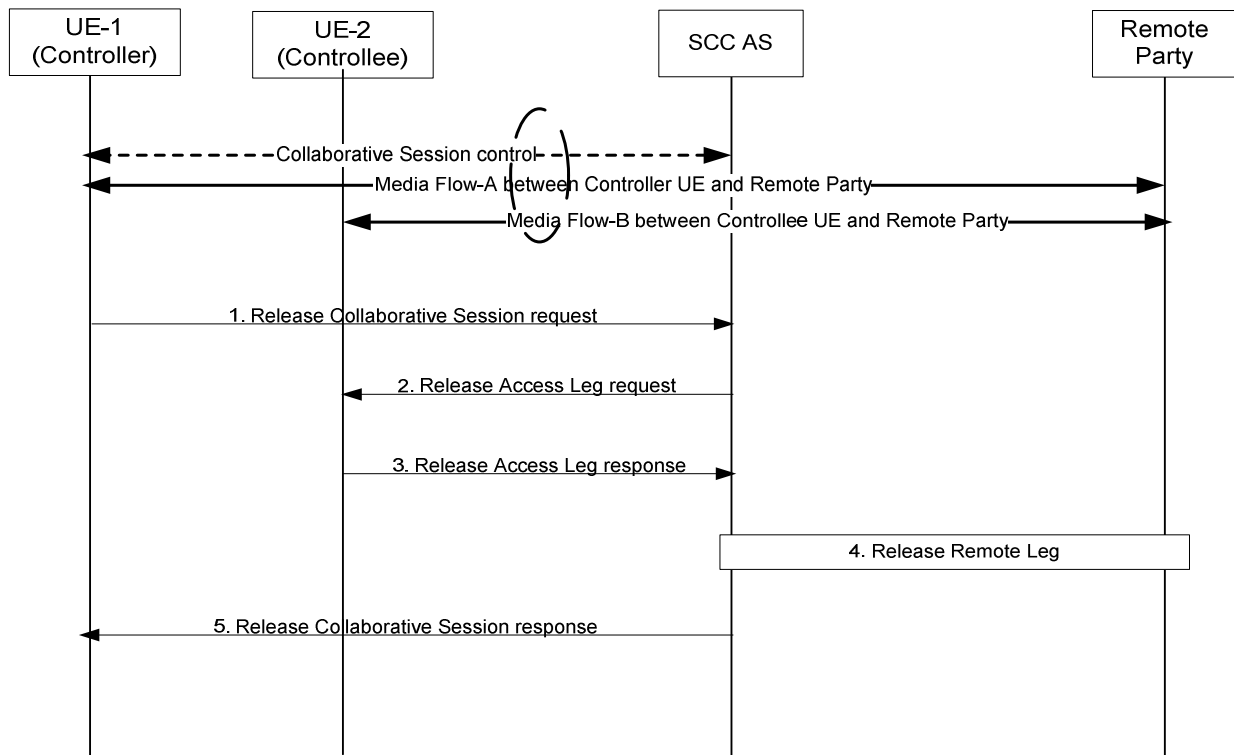 UE-1
(Controller)
UE-2
(Controllee)
SCC AS
Remote
Party
Collaborative Session control
Media Flow-A between Controller UE and Remote Party
Media Flow-B between Controllee UE and Remote Party
1. Release Collaborative Session request
2. Release Access Leg request
3. Release Access Leg response
4. Release Remote Leg
5. Release Collaborative Session response